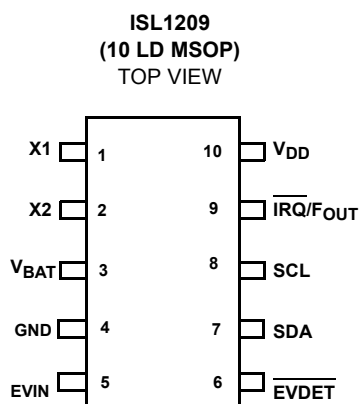 ISL1209
(10 LD MSOP)
TOP VIEW
X1 1 10 VDD
X2 2 9 IRQ/FOUT
VBAT 3 8 SCL
GND 4 7 SDA
EVIN 5 6 EVDET